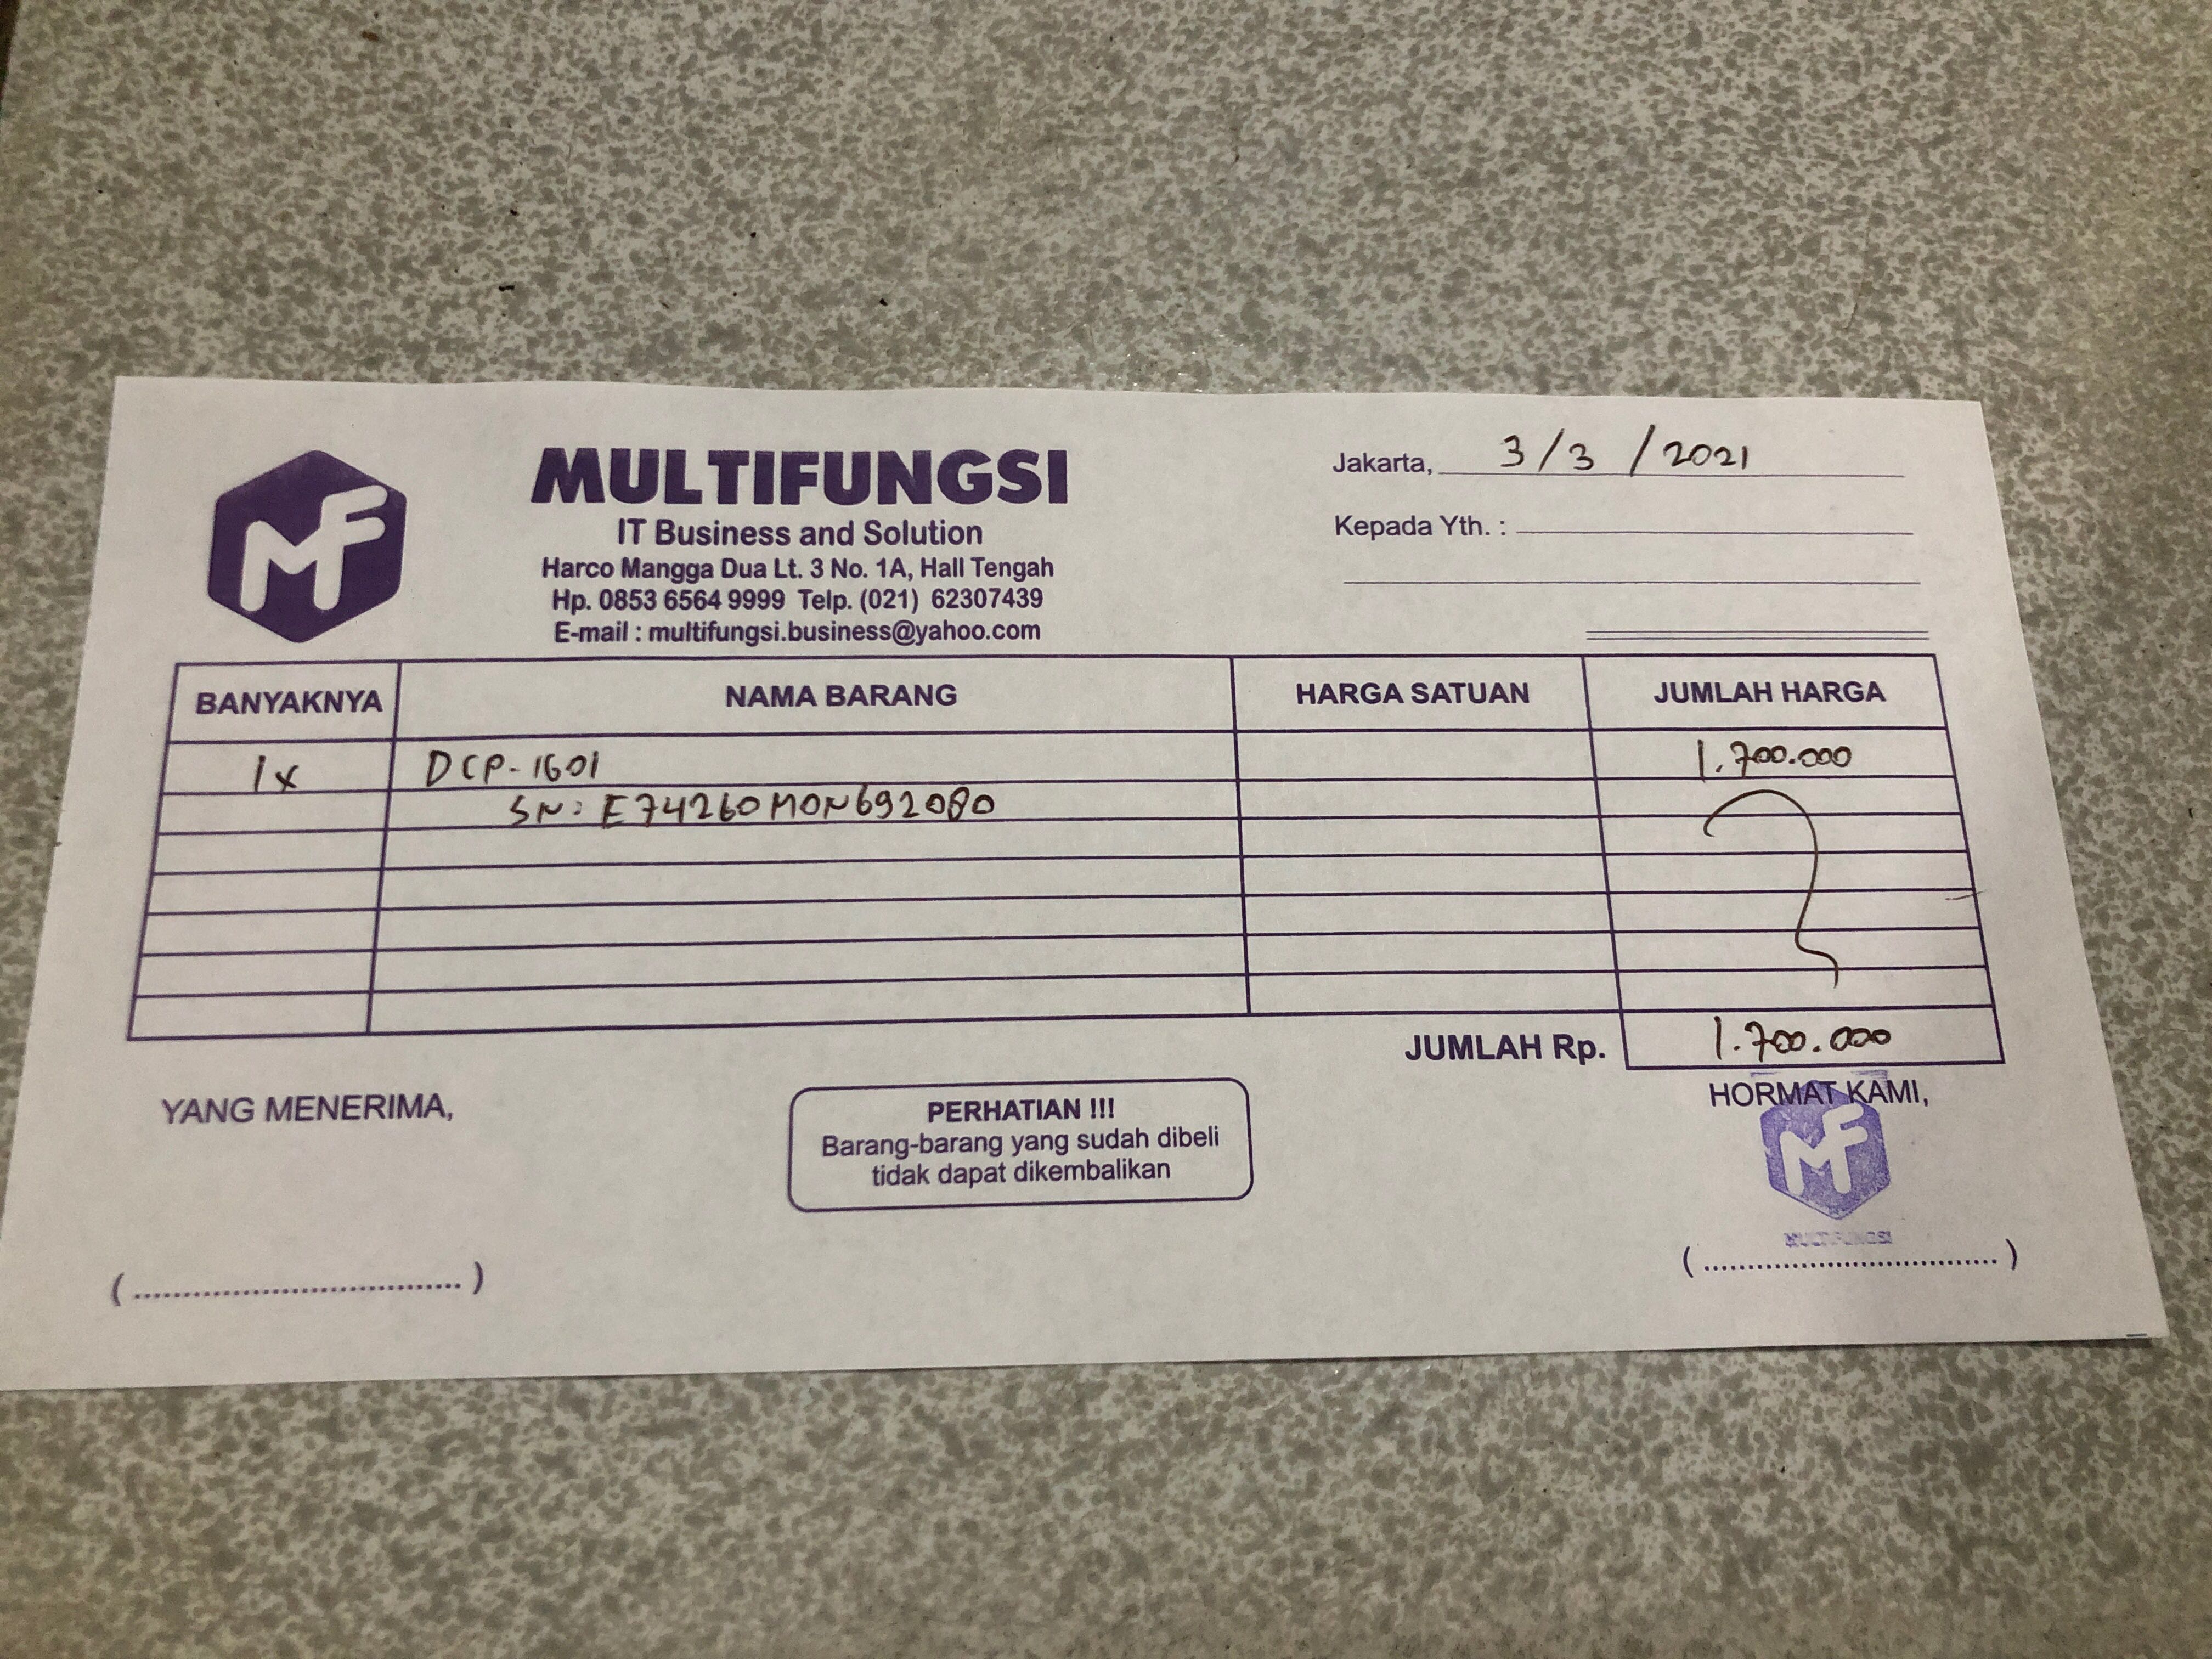 MF
MULTIFUNGSI
IT Business and Solution
Harco Mangga Dua Lt. 3 No. 1A, Hall Tengah
Hp. 0853 6564 9999 Telp. (021) 62307439
E-mail : multifungsi.business@yahoo.com
Jakarta, 3/3/2021
Kepada Yth. :
BANYAKNYA NAMA BARANG HARGA SATUAN JUMLAH HARGA
1x DCP-1601 1.700.000
SN: E74260M0N692080
JUMLAH Rp. 1.700.000
YANG MENERIMA,
PERHATIAN !!!
Barang-barang yang sudah dibeli
tidak dapat dikembalikan
HORMAT KAMI,
MF
MULTIFUNGSI
(.................................)
(.................................)